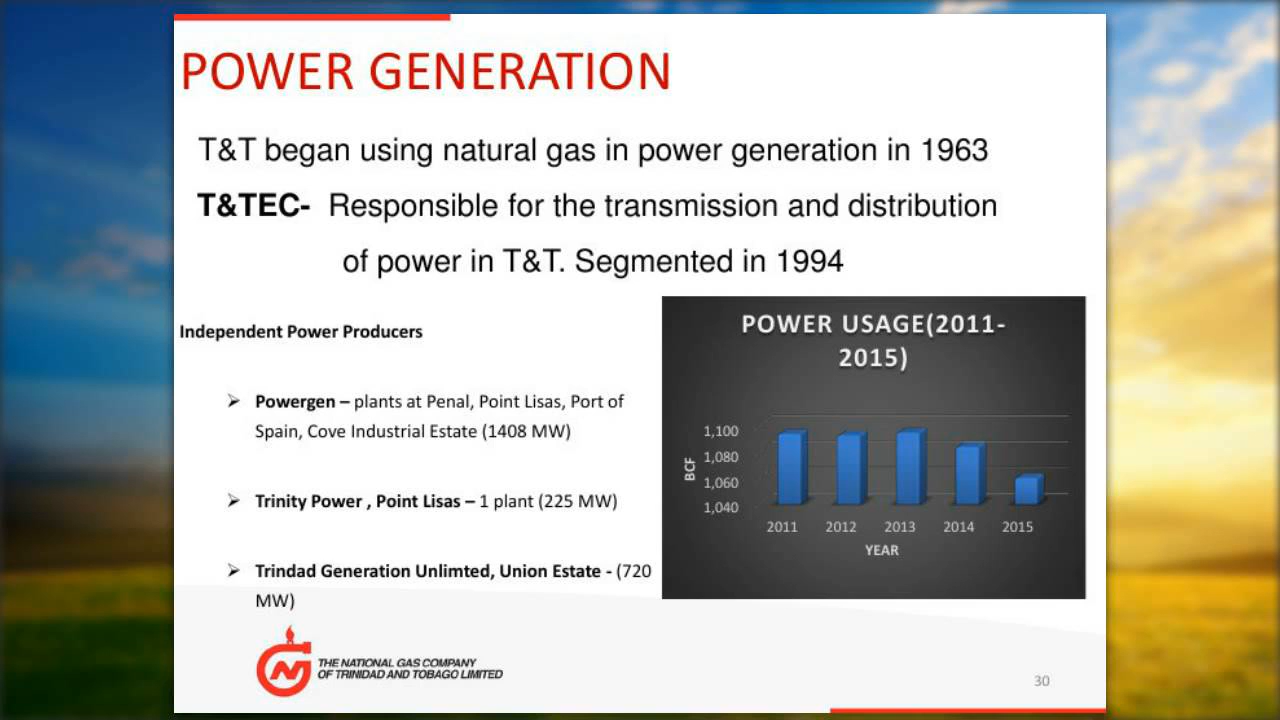 POWER GENERATION
T&T began using natural gas in power generation in 1963
T&TEC- Responsible for the transmission and distribution
of power in T&T. Segmented in 1994
Independent Power Producers
➢ Powergen – plants at Penal, Point Lisas, Port of
Spain, Cove Industrial Estate (1408 MW)
➢ Trinity Power , Point Lisas – 1 plant (225 MW)
➢ Trindad Generation Unlimted, Union Estate - (720
MW)
POWER USAGE(2011-
2015)
BCF
1,100
1,080
1,060
1,040
2011 2012 2013 2014 2015
YEAR
THE NATIONAL GAS COMPANY
OF TRINIDAD AND TOBAGO LIMITED
30